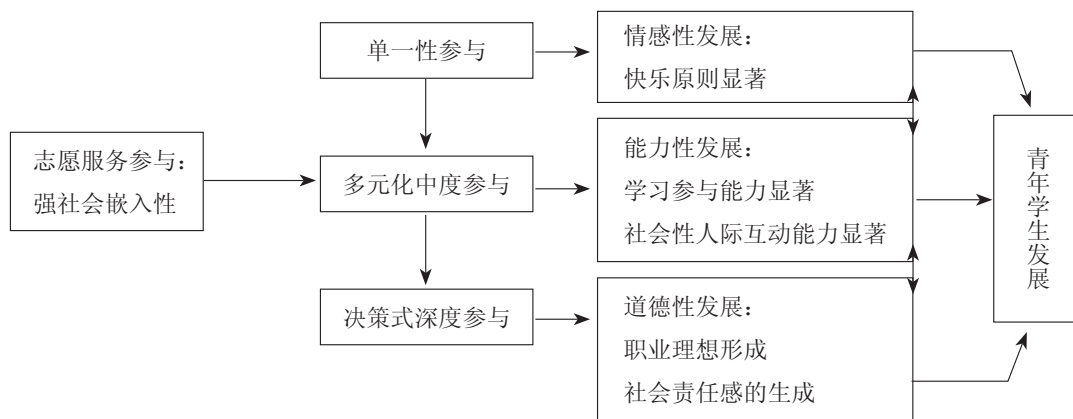 单一性参与
情感性发展：
快乐原则显著
志愿服务参与：
强社会嵌入性
多元化中度参与
能力性发展：
学习参与能力显著
社会性人际互动能力显著
青年学生发展
决策式深度参与
道德性发展：
职业理想形成
社会责任感的生成